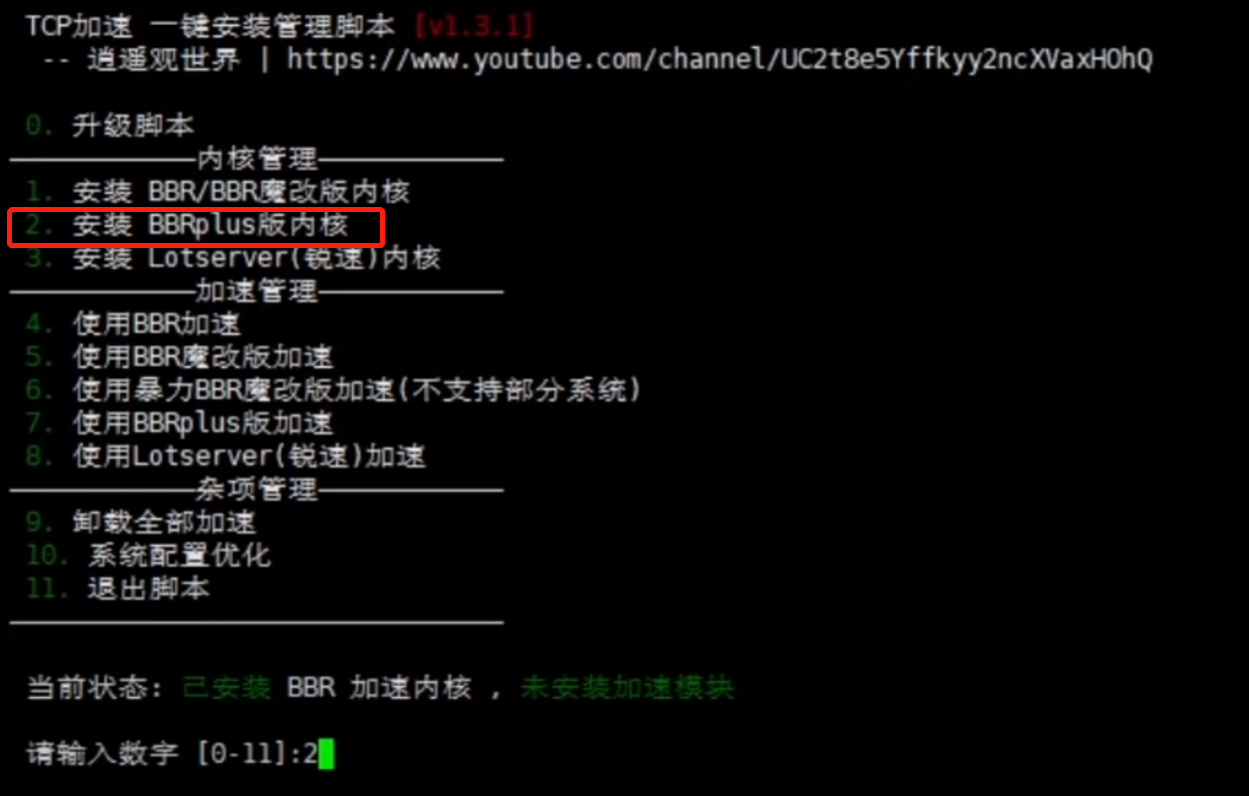 TCP加速 一键安装管理脚本 [v1.3.1]
-- 逍遥观世界 | https://www.youtube.com/channel/UC2t8e5Yffkyy2ncXVaxHOhQ
0. 升级脚本
内核管理
1. 安装 BBR/BBR魔改版内核
2. 安装 BBRplus版内核
3. 安装 Lotserver(锐速)内核
加速管理
4. 使用BBR加速
5. 使用BBR魔改版加速
6. 使用暴力BBR魔改版加速(不支持部分系统)
7. 使用BBRplus版加速
8. 使用Lotserver(锐速)加速
杂项管理
9. 卸载全部加速
10. 系统配置优化
11. 退出脚本
当前状态: 已安装 BBR 加速内核 , 未安装加速模块
请输入数字 [0-11]:2